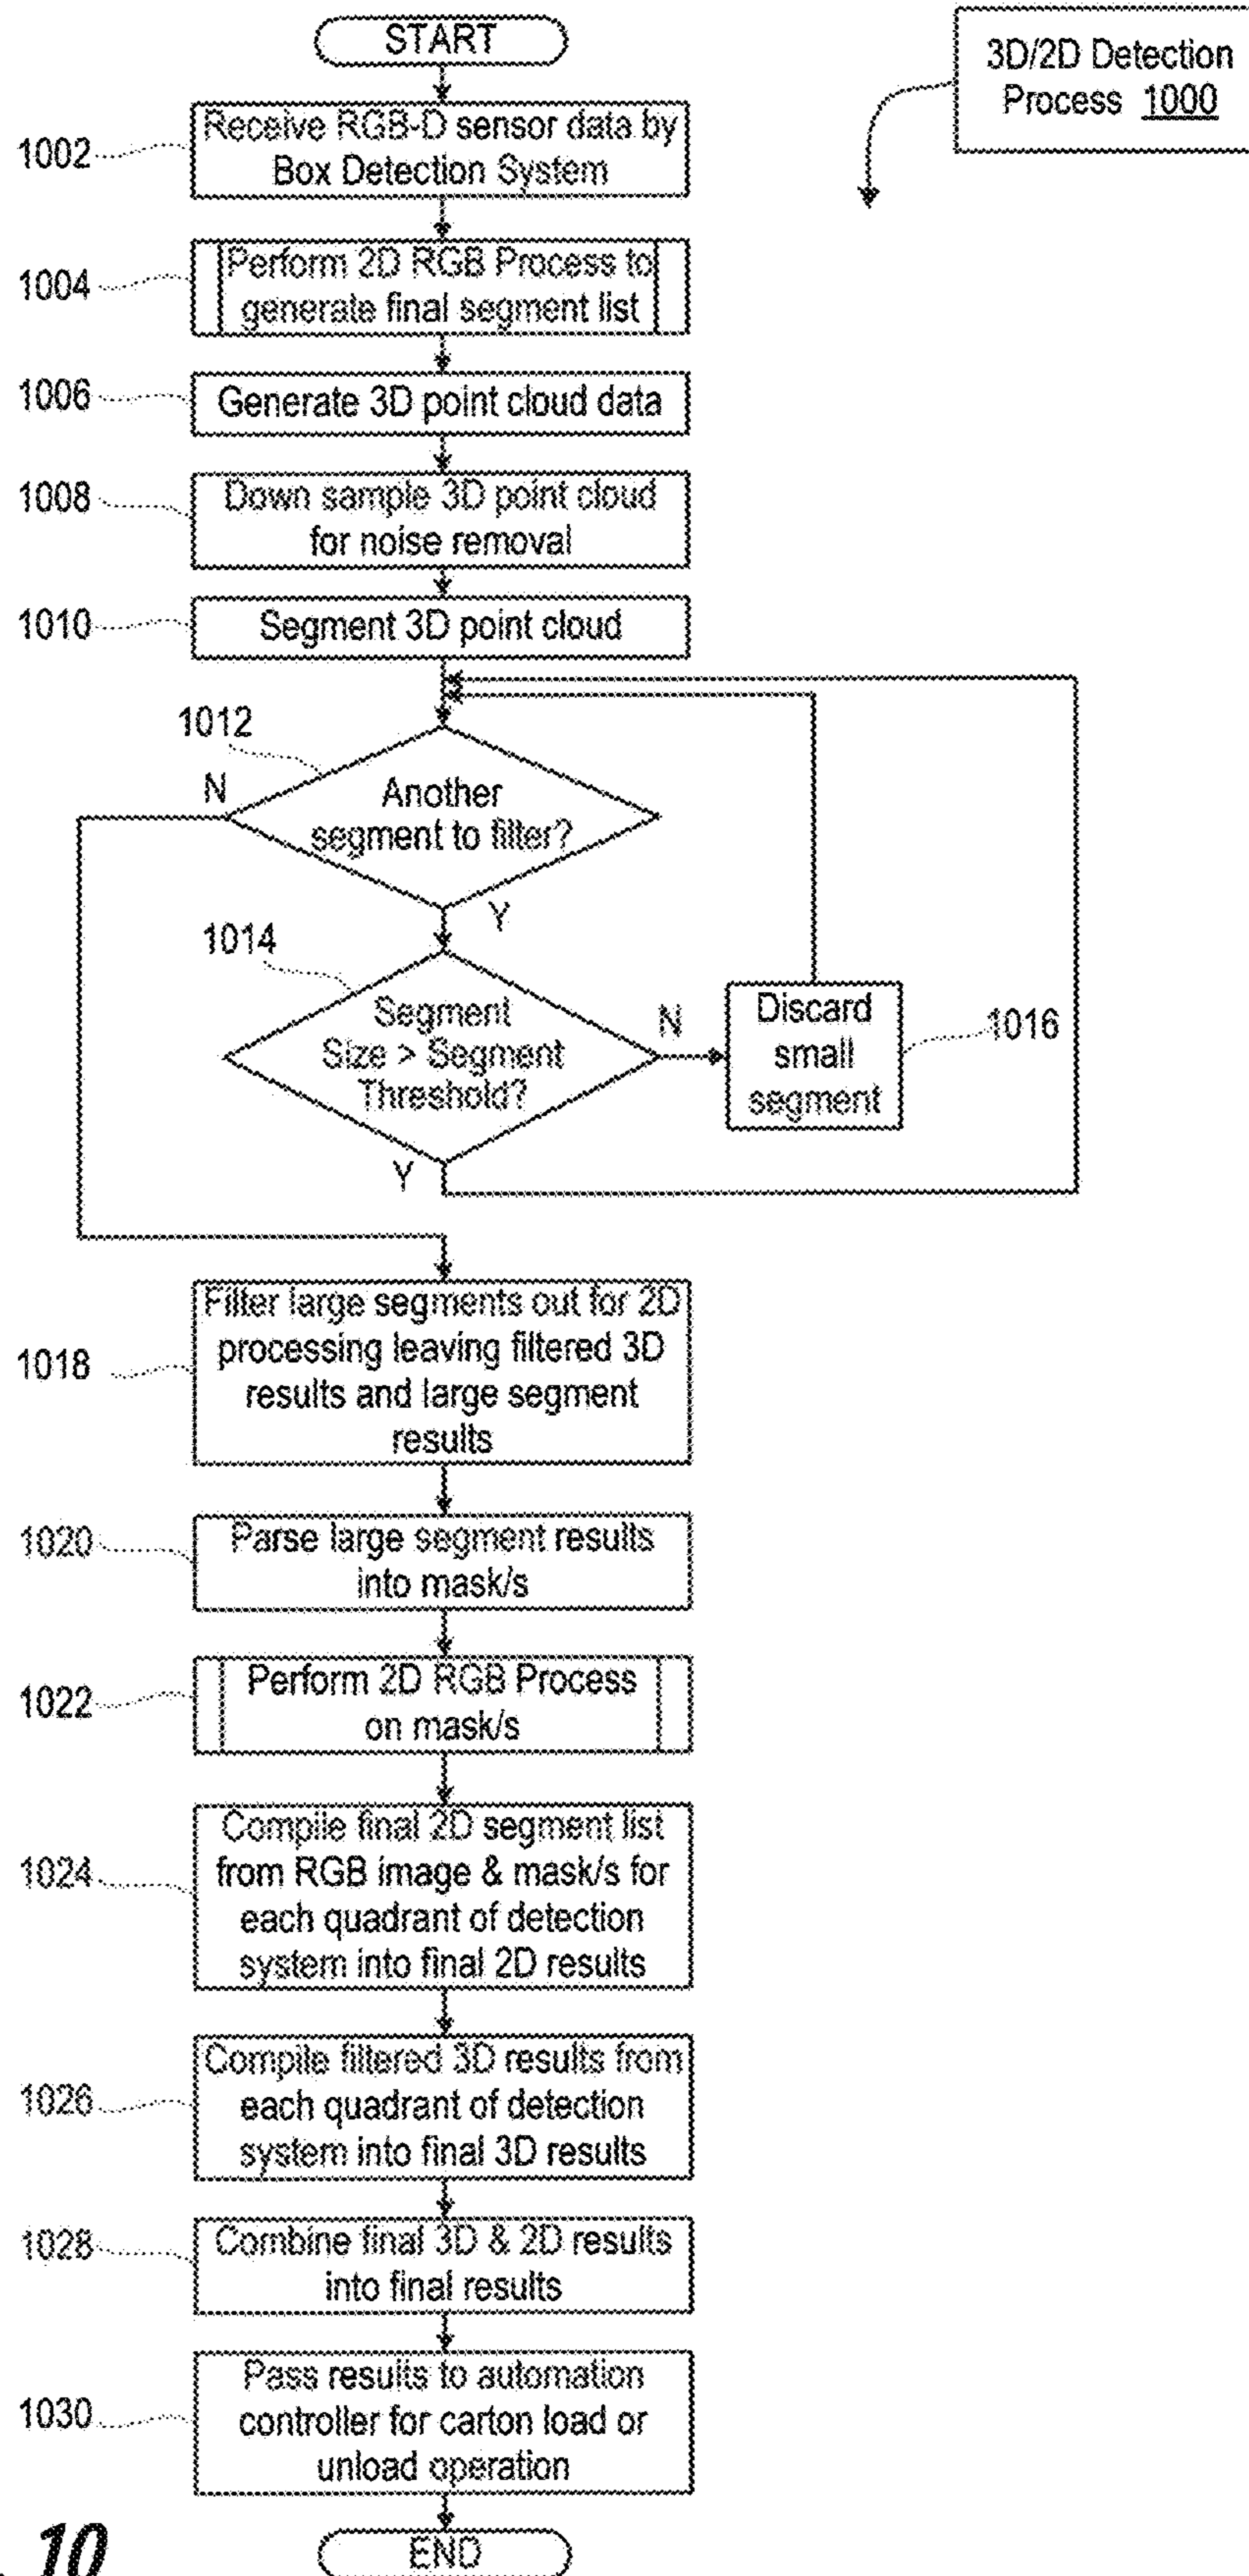 START
3D/2D Detection
Process 1000
1002
Receive RGB-D sensor data by
Box Detection System
1004
Perform 2D RGB Process to
generate final segment list
1006
Generate 3D point cloud data
1008
Down sample 3D point cloud
for noise removal
1010
Segment 3D point cloud
1012
N
Another
segment to filter?
Y
1014
Segment
Size > Segment
Threshold?
N
Discard
small
segment
1016
Y
1018
Filter large segments out for 2D
processing leaving filtered 3D
results and large segment
results
1020
Parse large segment results
into mask/s
1022
Perform 2D RGB Process
on mask/s
1024
Compile final 2D segment list
from RGB image & mask/s for
each quadrant of detection
system into final 2D results
1026
Compile filtered 3D results from
each quadrant of detection
system into final 3D results
1028
Combine final 3D & 2D results
into final results
1030
Pass results to automation
controller for carton load or
unload operation
10
END